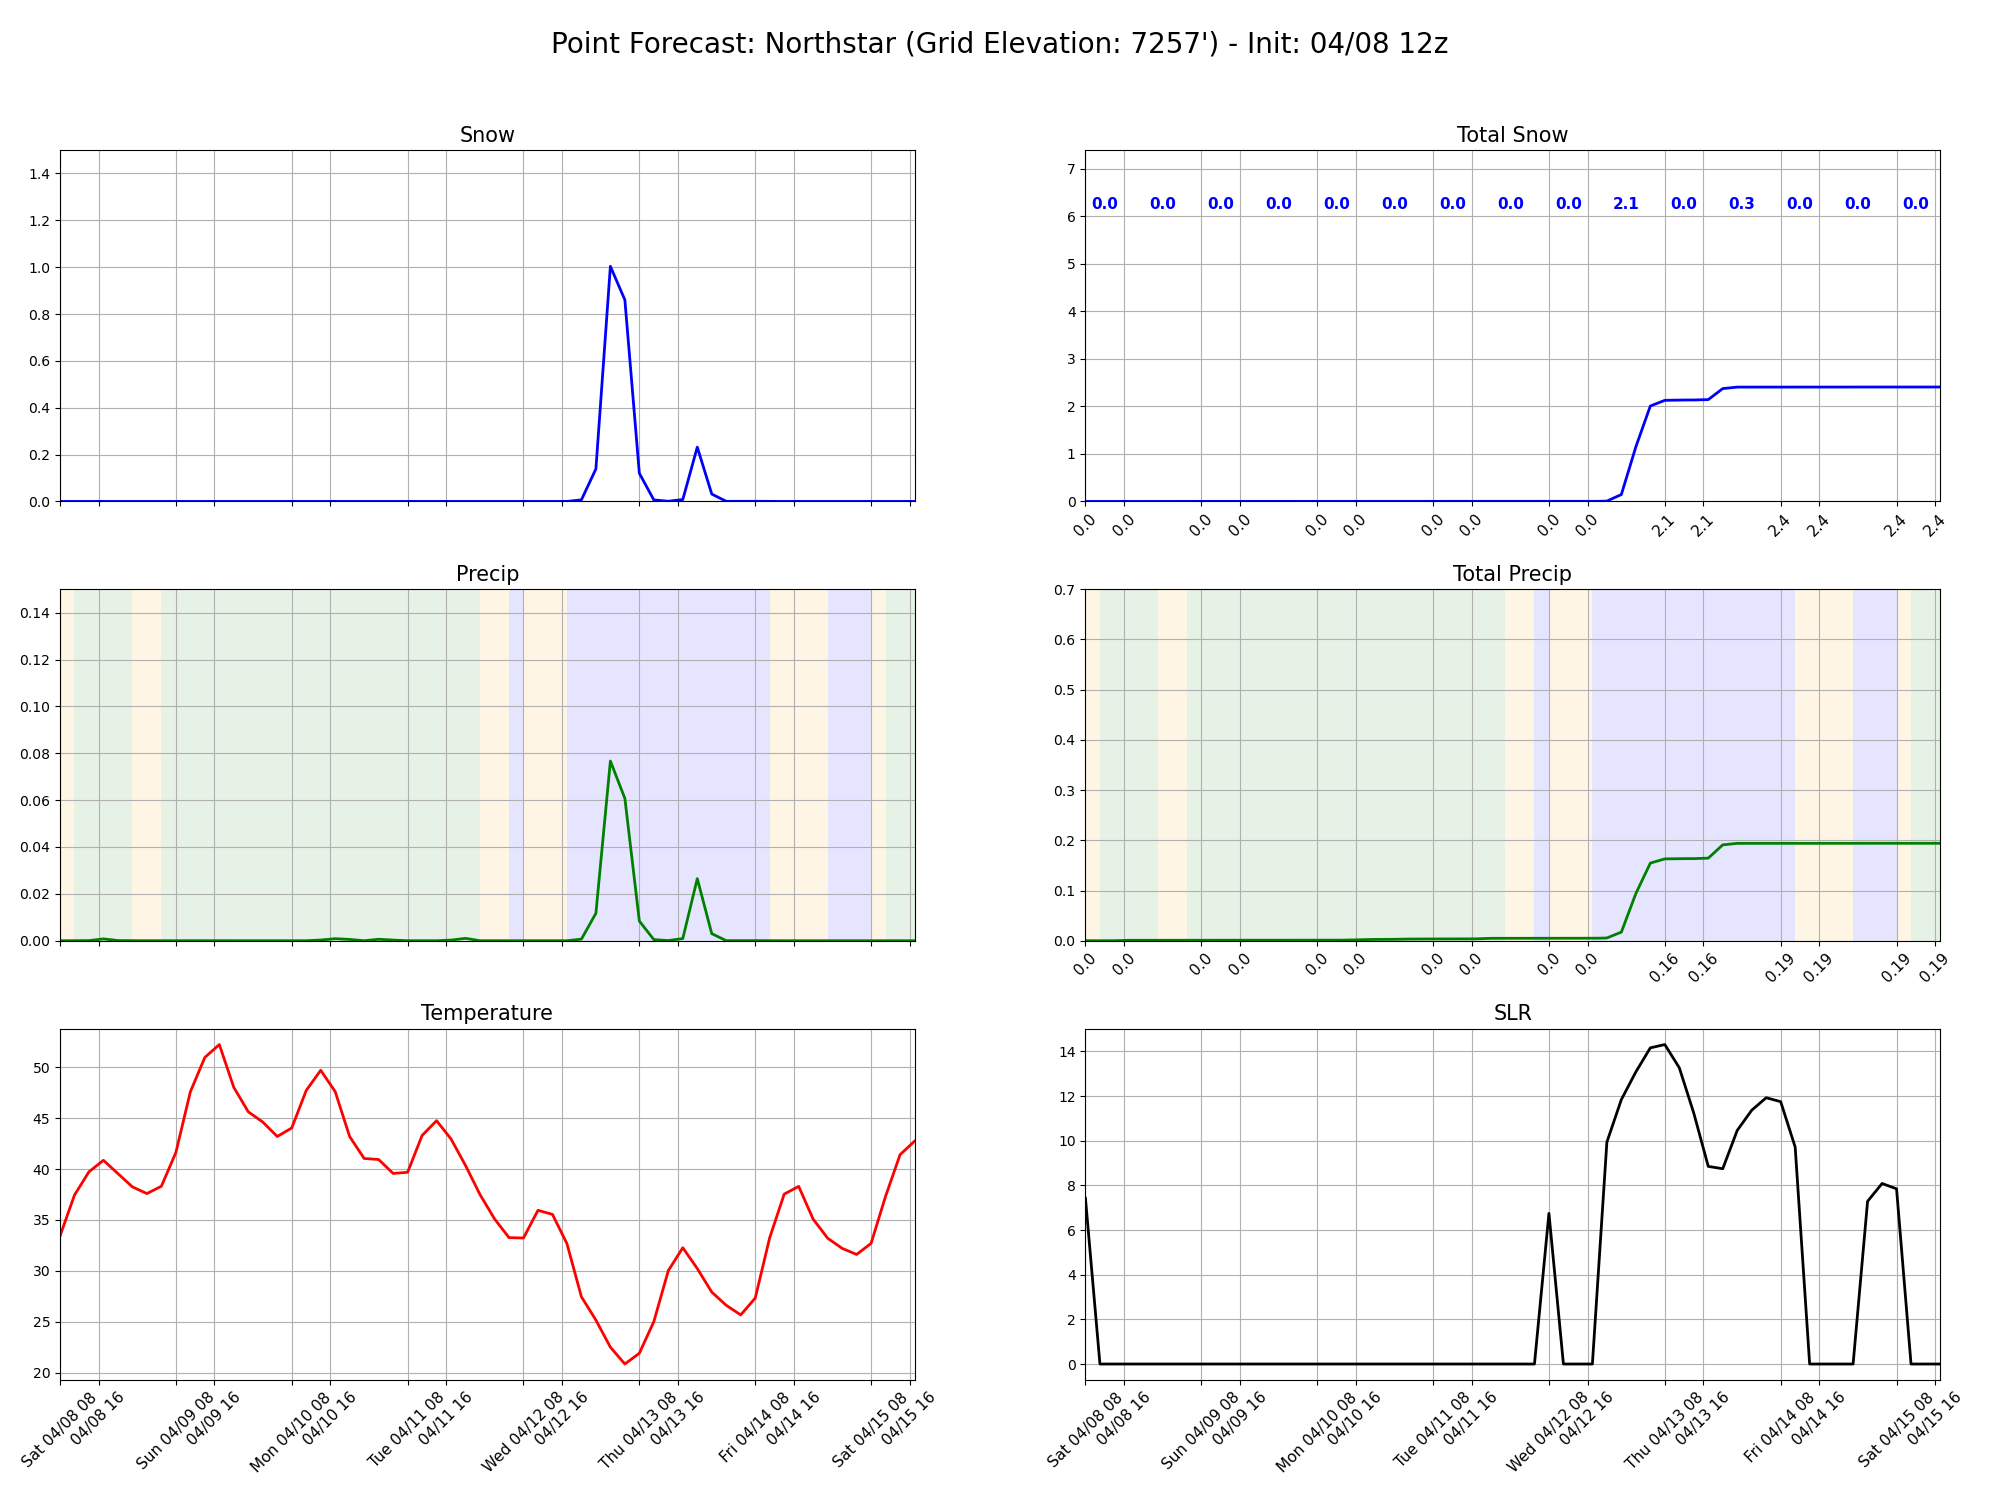 Point Forecast: Northstar (Grid Elevation: 7257') - Init: 04/08 12z
Snow
1.4
1.2
1.0
0.8
0.6
0.4
0.2
0.0
Total Snow
7
6
5
4
3
2
1
0
0.0 0.0 0.0 0.0 0.0 0.0 0.0 0.0 0.0 2.1 0.0 0.3 0.0 0.0 0.0
0.0 0.0 0.0 0.0 0.0 0.0 0.0 0.0 0.0 0.0 2.1 2.1 2.4 2.4 2.4 2.4
Precip
0.14
0.12
0.10
0.08
0.06
0.04
0.02
0.00
Total Precip
0.7
0.6
0.5
0.4
0.3
0.2
0.1
0.0
0.0 0.0 0.0 0.0 0.0 0.0 0.0 0.0 0.0 0.0 0.16 0.16 0.19 0.19 0.19 0.19
Temperature
50
45
40
35
30
25
20
Sat 04/08 08
04/08 16
Sun 04/09 08
04/09 16
Mon 04/10 08
04/10 16
Tue 04/11 08
04/11 16
Wed 04/12 08
04/12 16
Thu 04/13 08
04/13 16
Fri 04/14 08
04/14 16
Sat 04/15 08
04/15 16
SLR
14
12
10
8
6
4
2
0
Sat 04/08 08
04/08 16
Sun 04/09 08
04/09 16
Mon 04/10 08
04/10 16
Tue 04/11 08
04/11 16
Wed 04/12 08
04/12 16
Thu 04/13 08
04/13 16
Fri 04/14 08
04/14 16
Sat 04/15 08
04/15 16